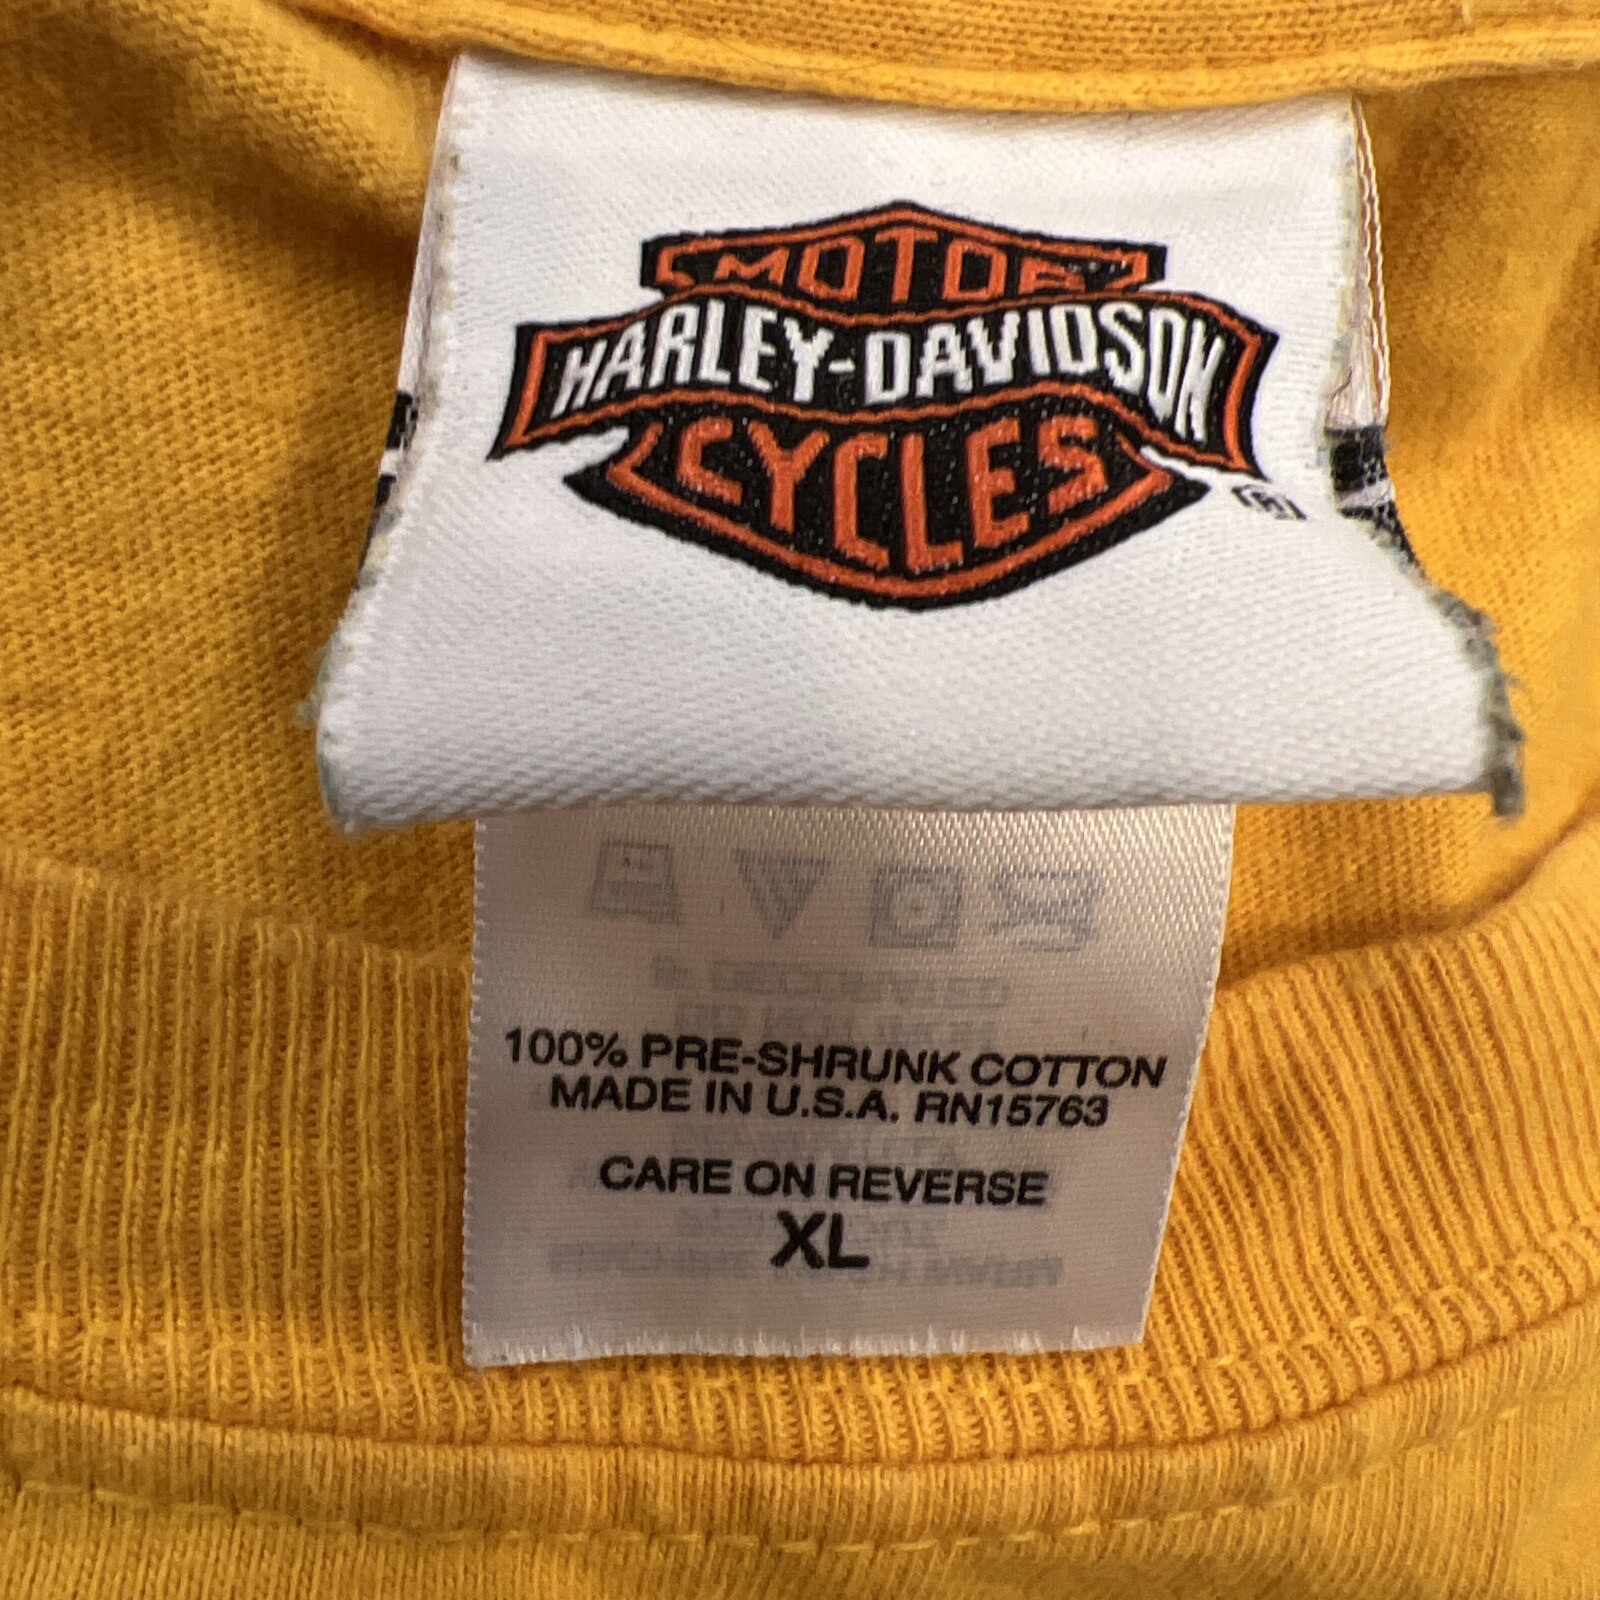 MOTOR
HARLEY-DAVIDSON
CYCLES
®
100% PRE-SHRUNK COTTON
MADE IN U.S.A. RN15763
CARE ON REVERSE
XL